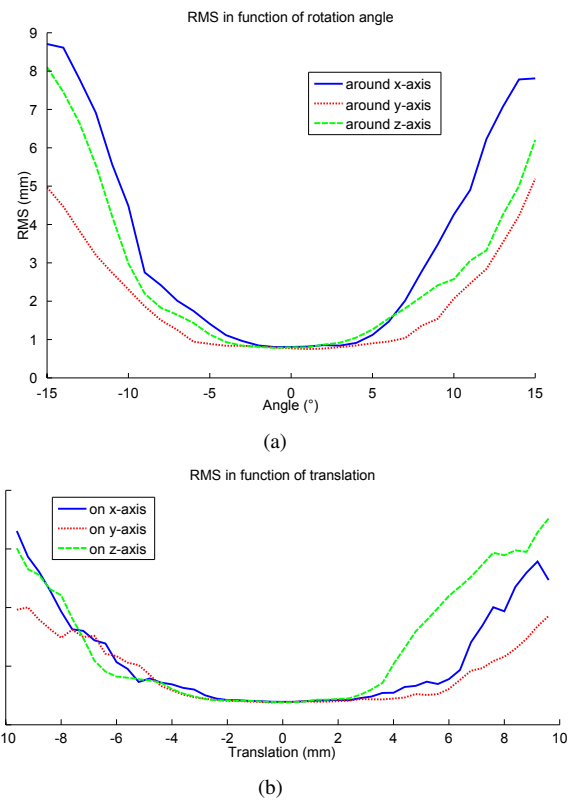 RMS in function of rotation angle
9
8
7
6
5
4
3
2
1
0
RMS (mm)
around x-axis
around y-axis
around z-axis
-15 -10 -5 0 5 10 15
Angle (°)
(a)
RMS in function of translation
on x-axis
on y-axis
on z-axis
10 -8 -6 -4 -2 0 2 4 6 8 10
Translation (mm)
(b)